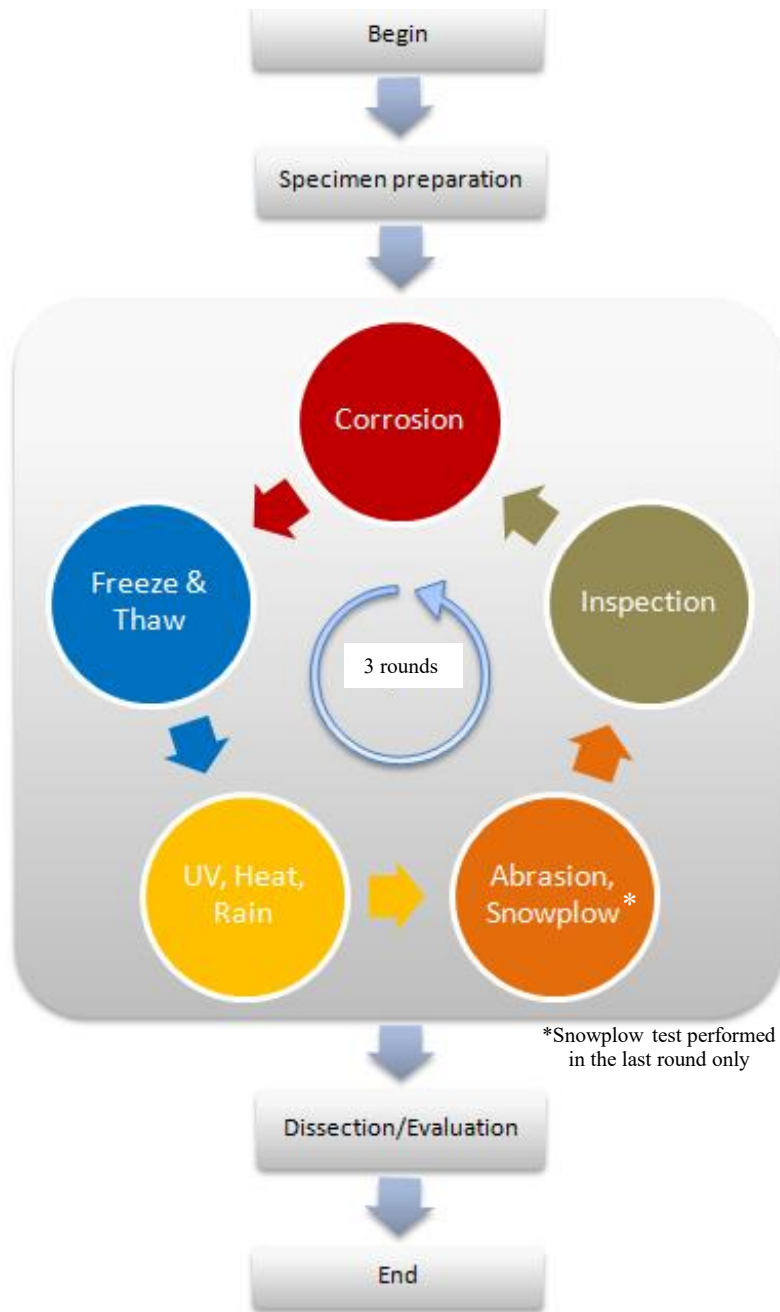 Begin
Specimen preparation
Corrosion
Freeze &
Thaw
Inspection
3 rounds
UV, Heat,
Rain
Abrasion,
Snowplow*
*Snowplow test performed
in the last round only
Dissection/Evaluation
End